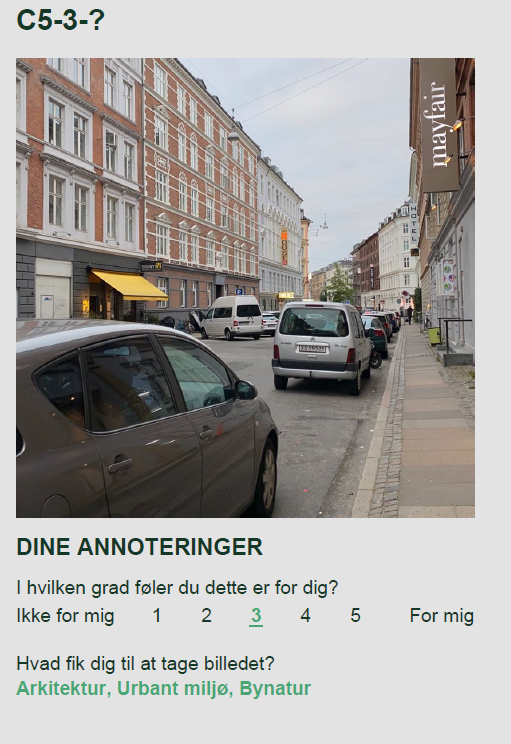 C5-3-?
mayfair
HOTEL
DINE ANNOTERINGER
I hvilken grad føler du dette er for dig?
Ikke for mig 1 2 3 4 5 For mig
Hvad fik dig til at tage billedet?
Arkitektur, Urbant miljø, Bynatur